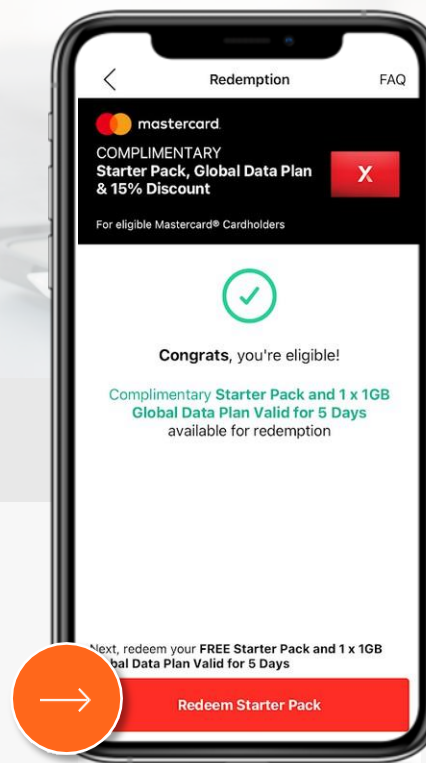 Redemption FAQ
mastercard.
COMPLIMENTARY
Starter Pack, Global Data Plan
& 15% Discount
X
For eligible Mastercard® Cardholders
Congrats, you're eligible!
Complimentary Starter Pack and 1 x 1GB
Global Data Plan Valid for 5 Days
available for redemption
Next, redeem your FREE Starter Pack and 1 x 1GB
bal Data Plan Valid for 5 Days
Redeem Starter Pack